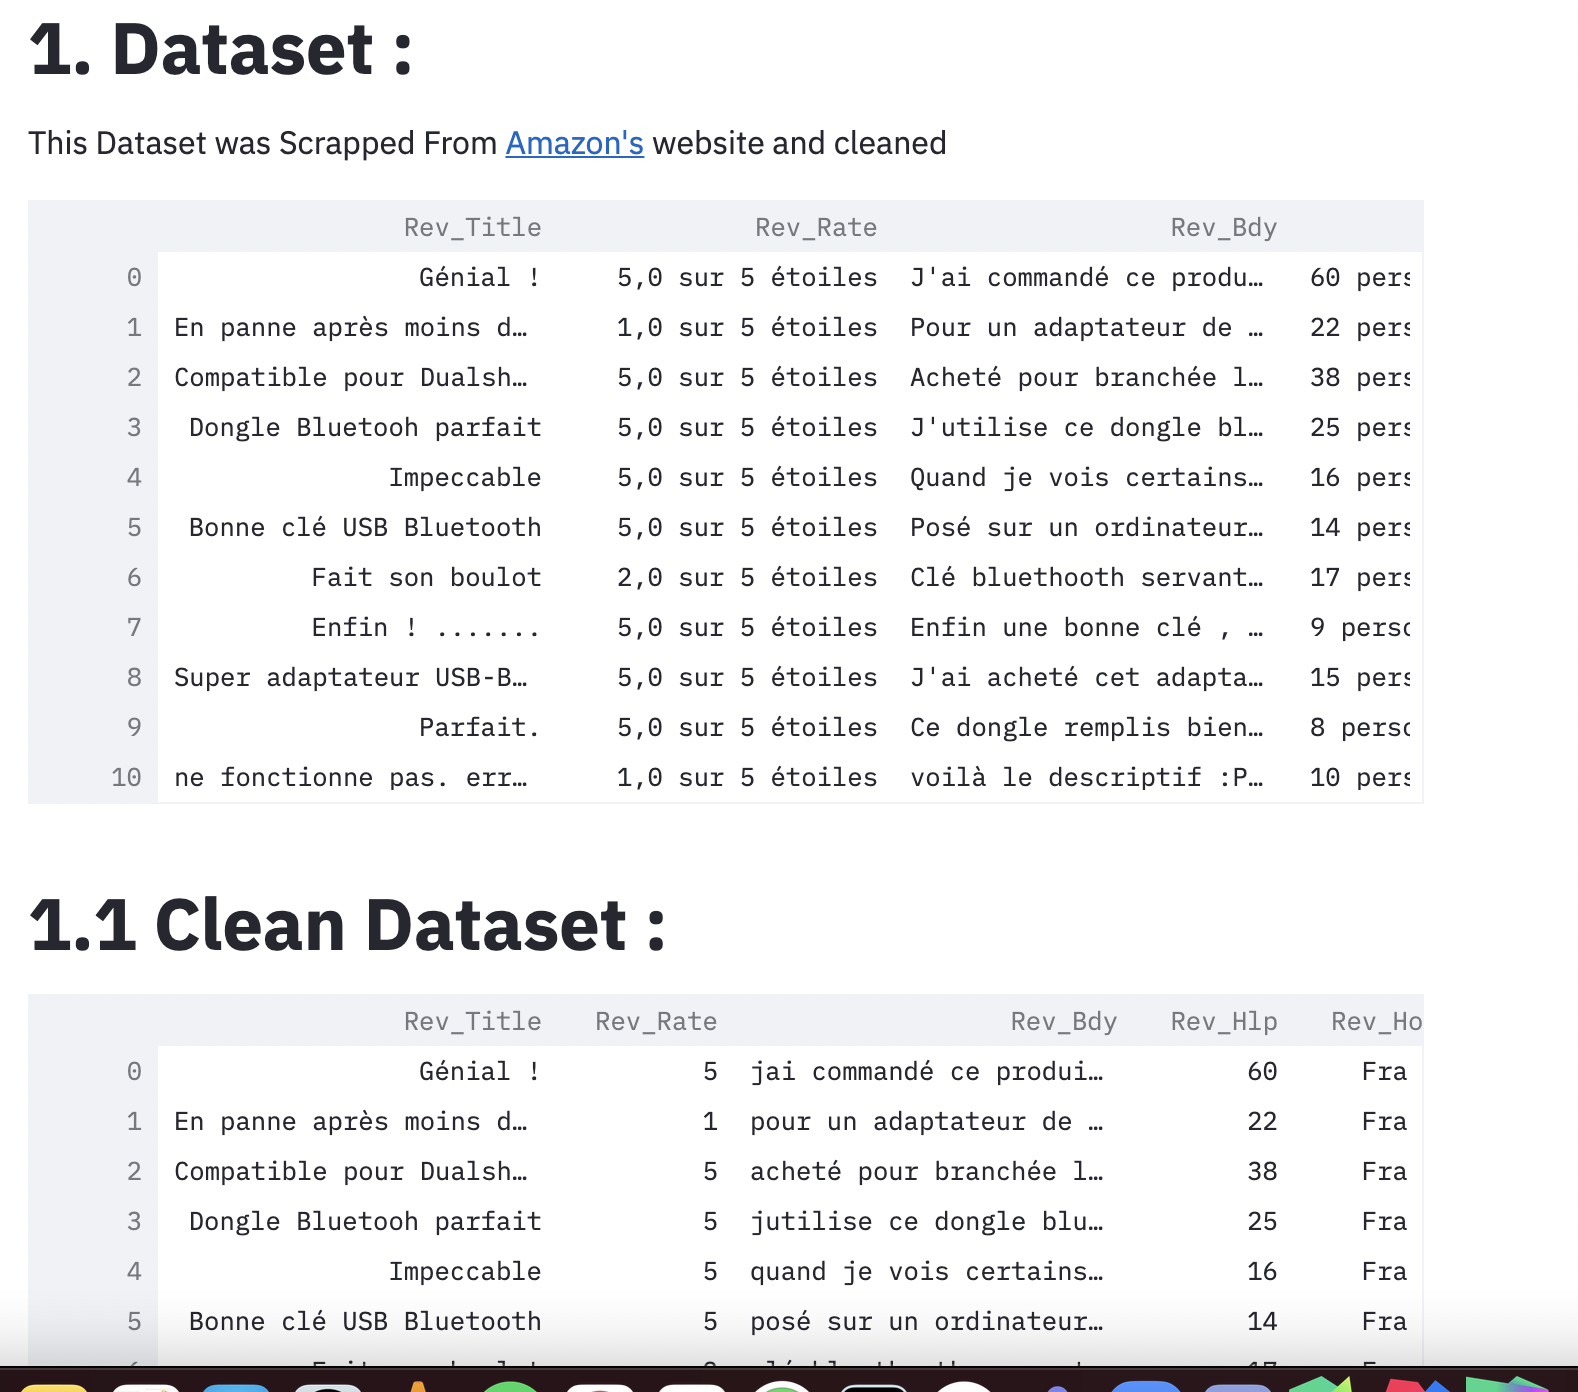 1. Dataset :
This Dataset was Scrapped From Amazon's website and cleaned
Rev_Title Rev_Rate Rev_Bdy
0 Génial ! 5,0 sur 5 étoiles J'ai commandé ce produ… 60 pers
1 En panne après moins d… 1,0 sur 5 étoiles Pour un adaptateur de … 22 pers
2 Compatible pour Dualsh… 5,0 sur 5 étoiles Acheté pour branchée l… 38 pers
3 Dongle Bluetooh parfait 5,0 sur 5 étoiles J'utilise ce dongle bl… 25 pers
4 Impeccable 5,0 sur 5 étoiles Quand je vois certains… 16 pers
5 Bonne clé USB Bluetooth 5,0 sur 5 étoiles Posé sur un ordinateur… 14 pers
6 Fait son boulot 2,0 sur 5 étoiles Clé bluethooth servant… 17 pers
7 Enfin ! ....... 5,0 sur 5 étoiles Enfin une bonne clé , … 9 perso
8 Super adaptateur USB-B… 5,0 sur 5 étoiles J'ai acheté cet adapta… 15 pers
9 Parfait. 5,0 sur 5 étoiles Ce dongle remplis bien… 8 perso
10 ne fonctionne pas. err… 1,0 sur 5 étoiles voilà le descriptif :P… 10 pers
1.1 Clean Dataset :
Rev_Title Rev_Rate Rev_Bdy Rev_Hlp Rev_Ho
0 Génial ! 5 jai commandé ce produi… 60 Fra
1 En panne après moins d… 1 pour un adaptateur de … 22 Fra
2 Compatible pour Dualsh… 5 acheté pour branchée l… 38 Fra
3 Dongle Bluetooh parfait 5 jutilise ce dongle blu… 25 Fra
4 Impeccable 5 quand je vois certains… 16 Fra
5 Bonne clé USB Bluetooth 5 posé sur un ordinateur… 14 Fra